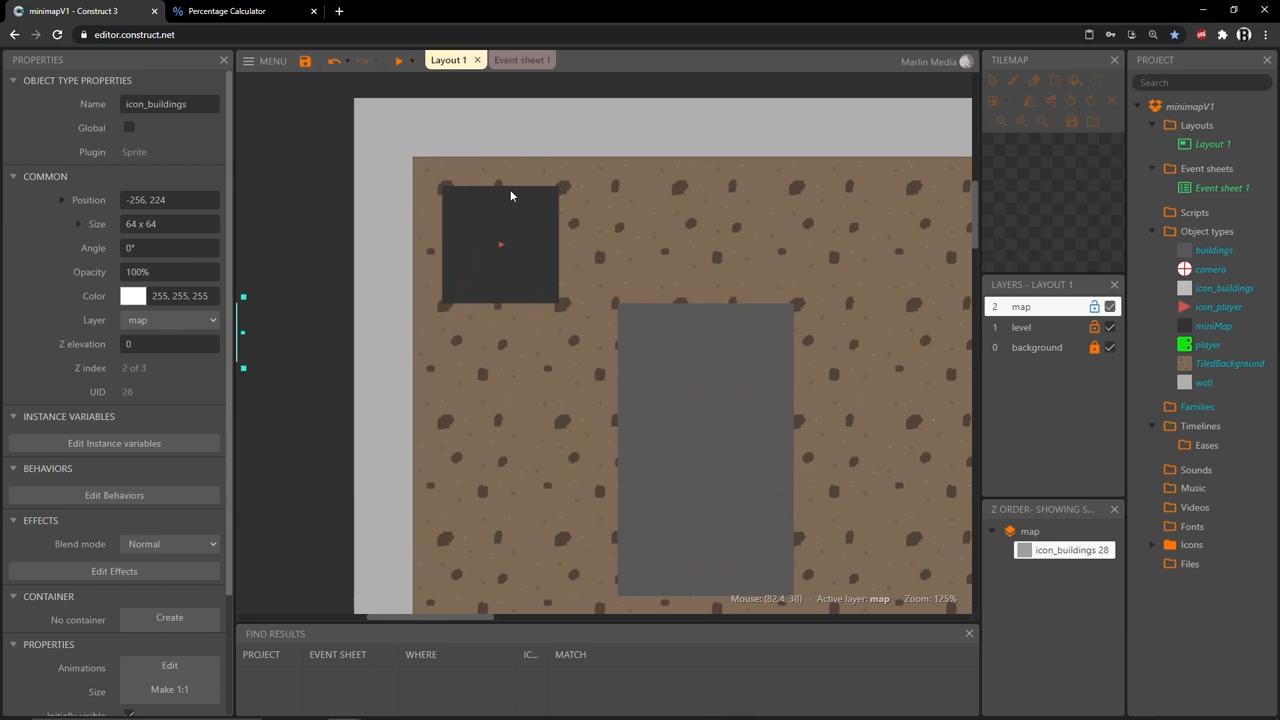 minimapV1 - Construct 3
Percentage Calculator
editor.construct.net
PROPERTIES
OBJECT TYPE PROPERTIES
Name icon_buildings
Global
Plugin Sprite
COMMON
Position -256, 224
Size 64 x 64
Angle 0°
Opacity 100%
Color 255, 255, 255
Layer map
Z elevation 0
Z index 2 of 3
UID 28
INSTANCE VARIABLES
Edit Instance variables
BEHAVIORS
Edit Behaviors
EFFECTS
Blend mode Normal
Edit Effects
CONTAINER
No container Create
PROPERTIES
Animations Edit
Size Make 1:1
Initially visible
MENU
Layout 1
Event sheet 1
Marlin Media
Mouse: (82.4, 38) Active layer: map Zoom: 125%
FIND RESULTS
PROJECT EVENT SHEET WHERE IC... MATCH
TILEMAP
LAYERS - LAYOUT 1
2 map
1 level
0 background
Z ORDER- SHOWING S...
map
icon_buildings 28
PROJECT
Search
minimapV1
Layouts
Layout 1
Event sheets
Event sheet 1
Scripts
Object types
buildings
camera
icon_buildings
icon_player
miniMap
player
TiledBackground
wall
Families
Timelines
Eases
Sounds
Music
Videos
Fonts
Icons
Files